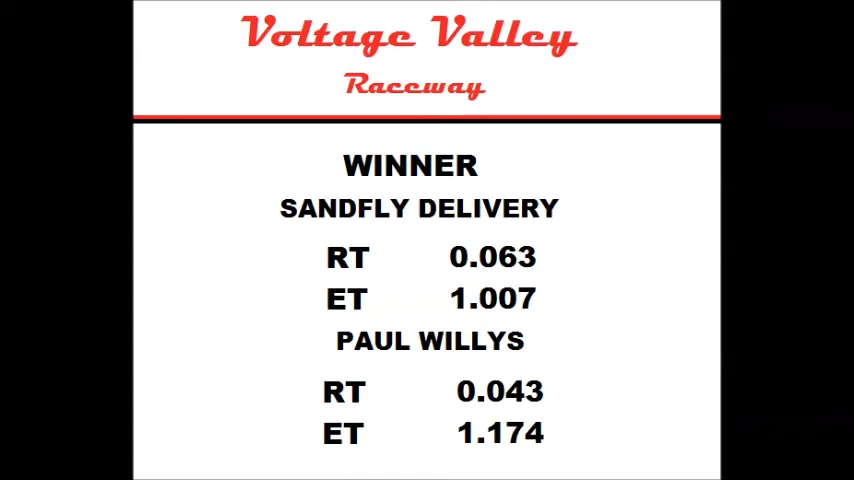 Voltage Valley
Raceway
WINNER
SANDFLY DELIVERY
RT 0.063
ET 1.007
PAUL WILLYS
RT 0.043
ET 1.174